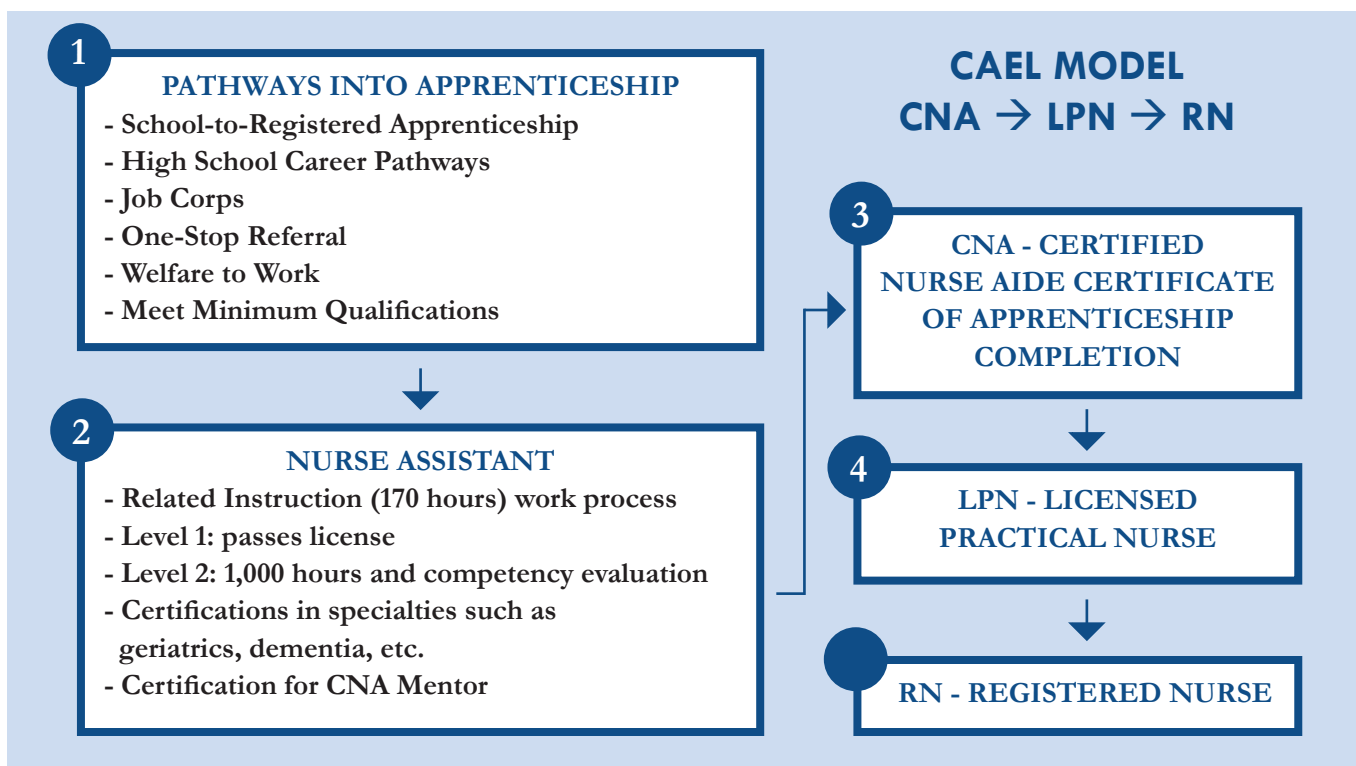 1
PATHWAYS INTO APPRENTICESHIP
- School-to-Registered Apprenticeship
- High School Career Pathways
- Job Corps
- One-Stop Referral
- Welfare to Work
- Meet Minimum Qualifications
2
NURSE ASSISTANT
- Related Instruction (170 hours) work process
- Level 1: passes license
- Level 2: 1,000 hours and competency evaluation
- Certifications in specialties such as
geriatrics, dementia, etc.
- Certification for CNA Mentor
CAEL MODEL
CNA → LPN → RN
3
CNA - CERTIFIED
NURSE AIDE CERTIFICATE
OF APPRENTICESHIP
COMPLETION
4
LPN - LICENSED
PRACTICAL NURSE
RN - REGISTERED NURSE